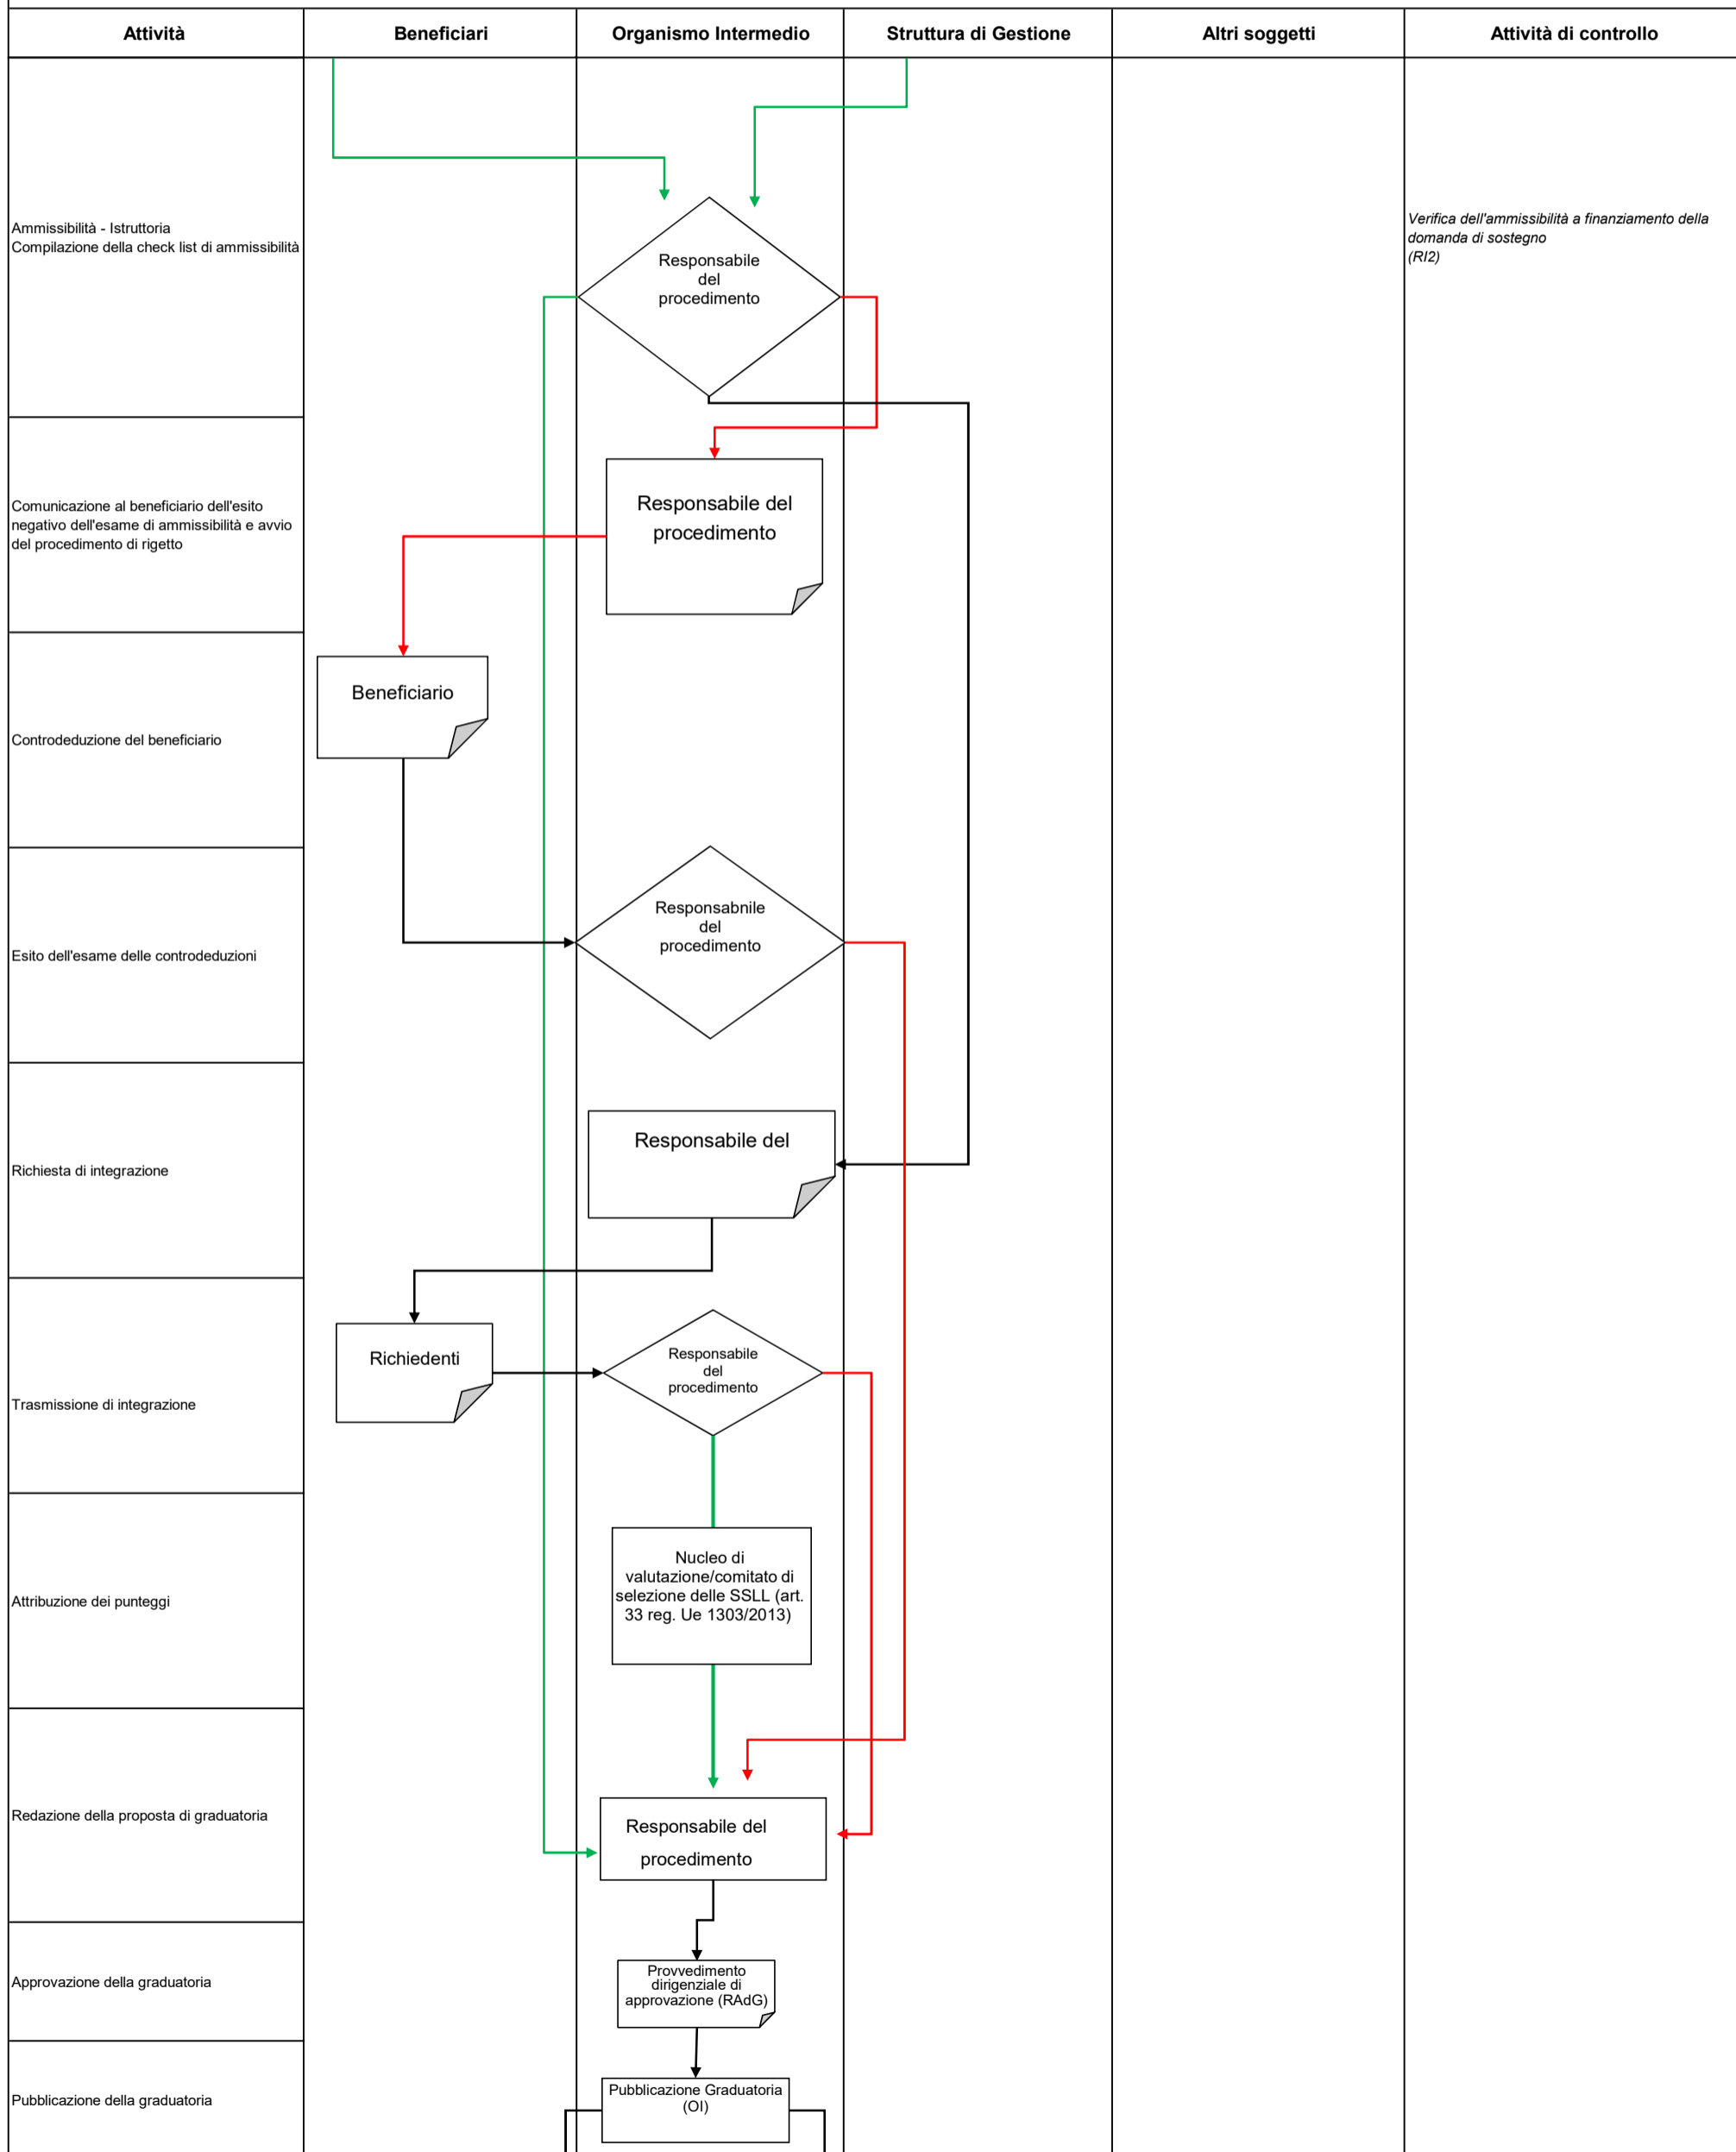 Attività
Beneficiari
Organismo Intermedio
Struttura di Gestione
Altri soggetti
Attività di controllo
Ammissibilità - Istruttoria
Compilazione della check list di ammissibilità
Responsabile
del
procedimento
Verifica dell'ammissibilità a finanziamento della
domanda di sostegno
(RI2)
Comunicazione al beneficiario dell'esito
negativo dell'esame di ammissibilità e avvio
del procedimento di rigetto
Responsabile del
procedimento
Controdeduzione del beneficiario
Beneficiario
Esito dell'esame delle controdeduzioni
Responsabnile
del
procedimento
Richiesta di integrazione
Responsabile del
Trasmissione di integrazione
Richiedenti
Responsabile
del
procedimento
Attribuzione dei punteggi
Nucleo di
valutazione/comitato di
selezione delle SSLL (art.
33 reg. Ue 1303/2013)
Redazione della proposta di graduatoria
Responsabile del
procedimento
Approvazione della graduatoria
Provvedimento
dirigenziale di
approvazione (RAdG)
Pubblicazione della graduatoria
Pubblicazione Graduatoria
(OI)